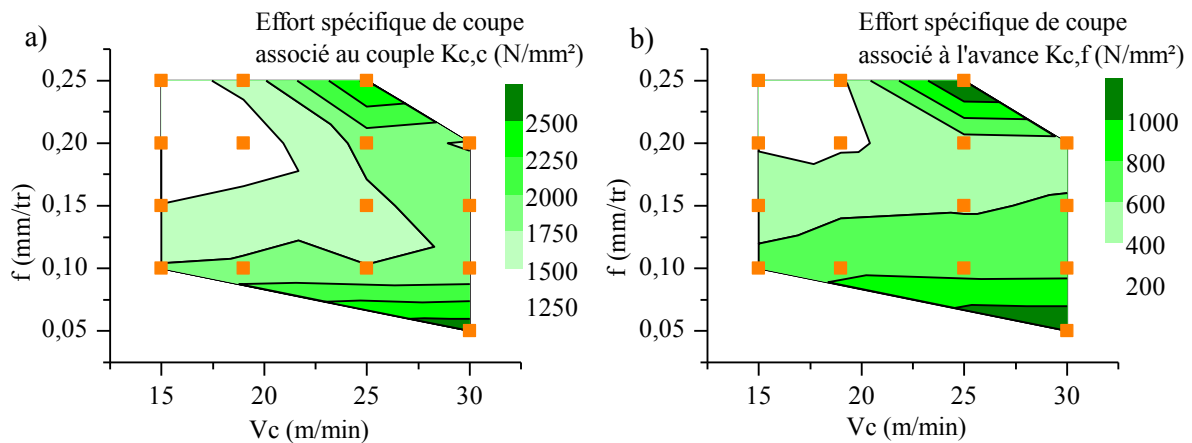 a)
Effort spécifique de coupe
associé au couple Kc,c (N/mm²)
0,25
0,20
0,15
0,10
0,05
f (mm/tr)
15
20
25
30
Vc (m/min)
2500
2250
2000
1750
1500
1250
b)
Effort spécifique de coupe
associé à l'avance Kc,f (N/mm²)
0,25
0,20
0,15
0,10
0,05
f (mm/tr)
15
20
25
30
Vc (m/min)
1000
800
600
400
200